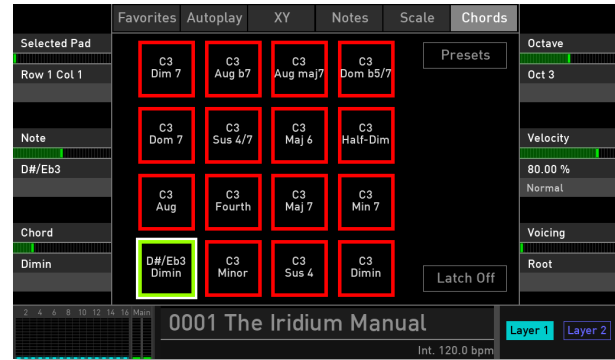 Favorites Autoplay XY Notes Scale Chords
Selected Pad
Row 1 Col 1
Note
D#/Eb3
Chord
Dimin
C3 C3 C3 C3
Dim 7 Aug b7 Aug maj7 Dom b5/7
C3 C3 C3 C3
Dom 7 Sus 4/7 Maj 6 Half-Dim
C3 C3 C3 C3
Aug Fourth Maj 7 Min 7
D#/Eb3 C3 C3 C3
Dimin Minor Sus 4 Dimin
Presets
Latch Off
Octave
Oct 3
Velocity
80.00 %
Normal
Voicing
Root
2 4 6 8 10 12 14 16 Main
0001 The Iridium Manual
Int. 120.0 bpm
Layer 1 Layer 2